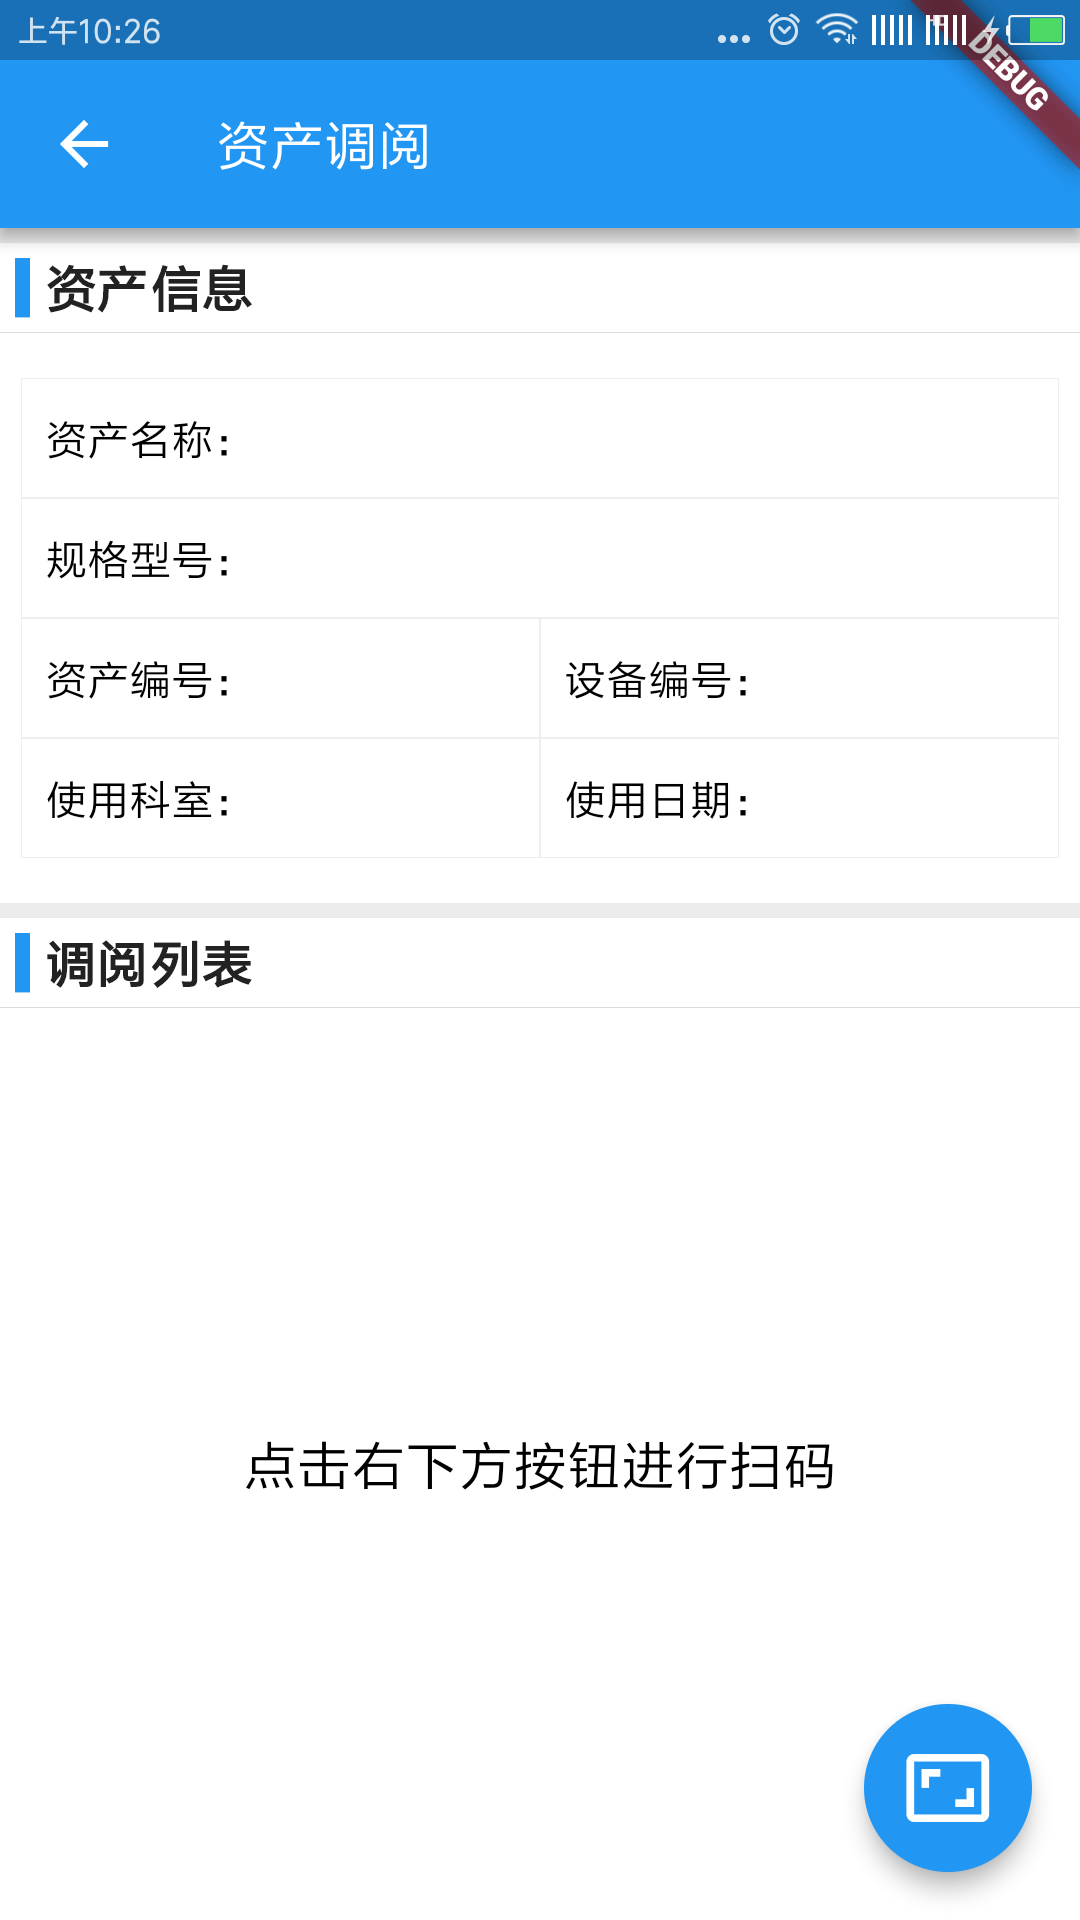 上午10:26
DEBUG
资产调阅
资产信息
资产名称:
规格型号:
资产编号:
设备编号:
使用科室:
使用日期:
调阅列表
点击右下方按钮进行扫码